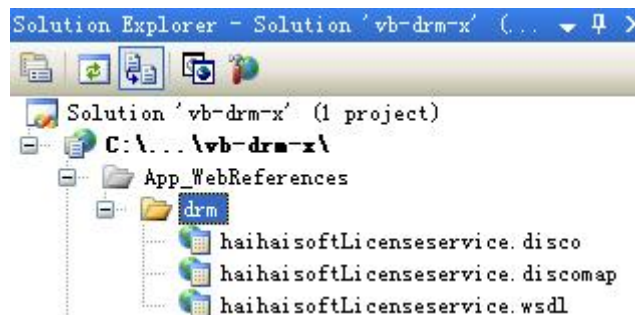 Solution Explorer - Solution 'vb-drm-x' (...
Solution 'vb-drm-x' (1 project)
C:\...\vb-drm-x\
App_WebReferences
drm
haihaisoftLicenseservice.disco
haihaisoftLicenseservice.discomap
haihaisoftLicenseservice.wsdl